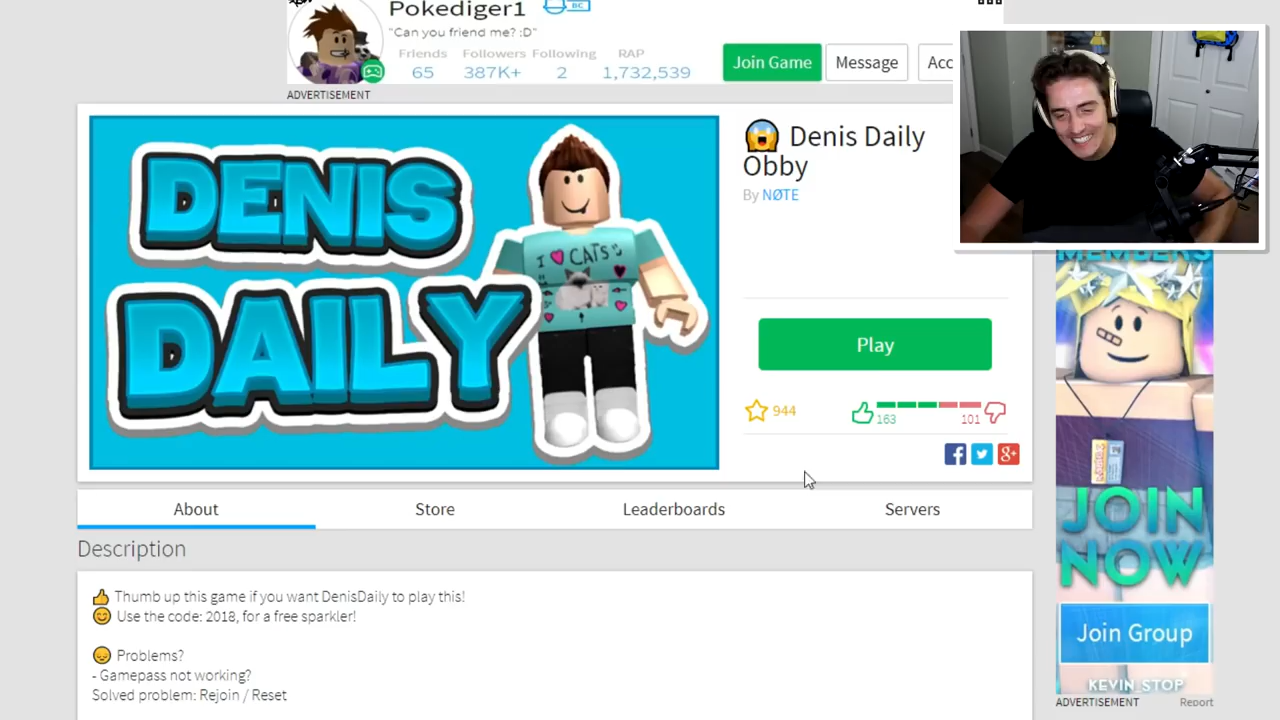 Pokediger1
BC
"Can you friend me? :D"
Friends Followers Following RAP
65 387K+ 2 1,732,539
Join Game Message Acc
ADVERTISEMENT
DENIS
DAILY
I CATS
😱 Denis Daily
Obby
By NØTE
Play
944
163 101
About Store Leaderboards Servers
Description
👍 Thumb up this game if you want DenisDaily to play this!
😊 Use the code: 2018, for a free sparkler!
😞 Problems?
- Gamepass not working?
Solved problem: Rejoin / Reset
MEMBERS
JOIN
NOW
Join Group
KEVIN STOP
ADVERTISEMENT Report